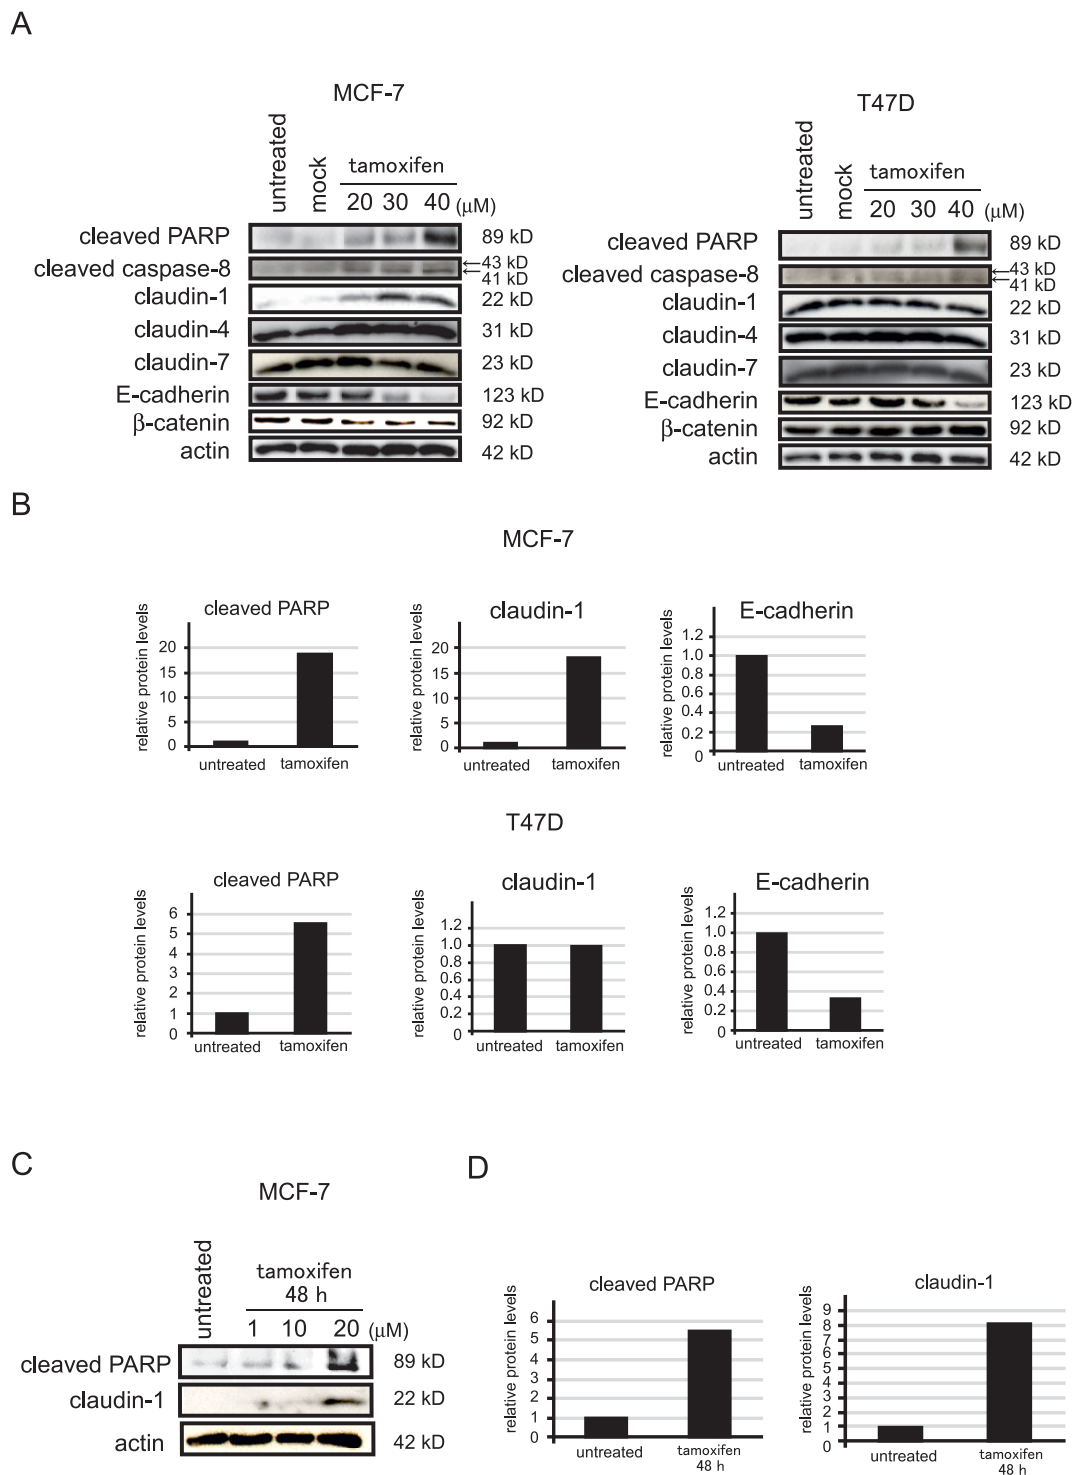 A
MCF-7
untreated
mock
tamoxifen
20 30 40 (μM)
cleaved PARP 89 kD
cleaved caspase-8 ←43 kD
←41 kD
claudin-1 22 kD
claudin-4 31 kD
claudin-7 23 kD
E-cadherin 123 kD
β-catenin 92 kD
actin 42 kD
T47D
untreated
mock
tamoxifen
20 30 40 (μM)
cleaved PARP 89 kD
cleaved caspase-8 ←43 kD
←41 kD
claudin-1 22 kD
claudin-4 31 kD
claudin-7 23 kD
E-cadherin 123 kD
β-catenin 92 kD
actin 42 kD
B
MCF-7
cleaved PARP
relative protein levels
20
15
10
5
0
untreated tamoxifen
claudin-1
relative protein levels
20
15
10
5
0
untreated tamoxifen
E-cadherin
relative protein levels
1.2
1.0
0.8
0.6
0.4
0.2
0
untreated tamoxifen
T47D
cleaved PARP
relative protein levels
6
5
4
3
2
1
0
untreated tamoxifen
claudin-1
relative protein levels
1.2
1.0
0.8
0.6
0.4
0.2
0
untreated tamoxifen
E-cadherin
relative protein levels
1.2
1.0
0.8
0.6
0.4
0.2
0
untreated tamoxifen
C
MCF-7
untreated
tamoxifen
48 h
1 10 20 (μM)
cleaved PARP 89 kD
claudin-1 22 kD
actin 42 kD
D
cleaved PARP
relative protein levels
6
5
4
3
2
1
0
untreated tamoxifen
48 h
claudin-1
relative protein levels
9
8
7
6
5
4
3
2
1
0
untreated tamoxifen
48 h